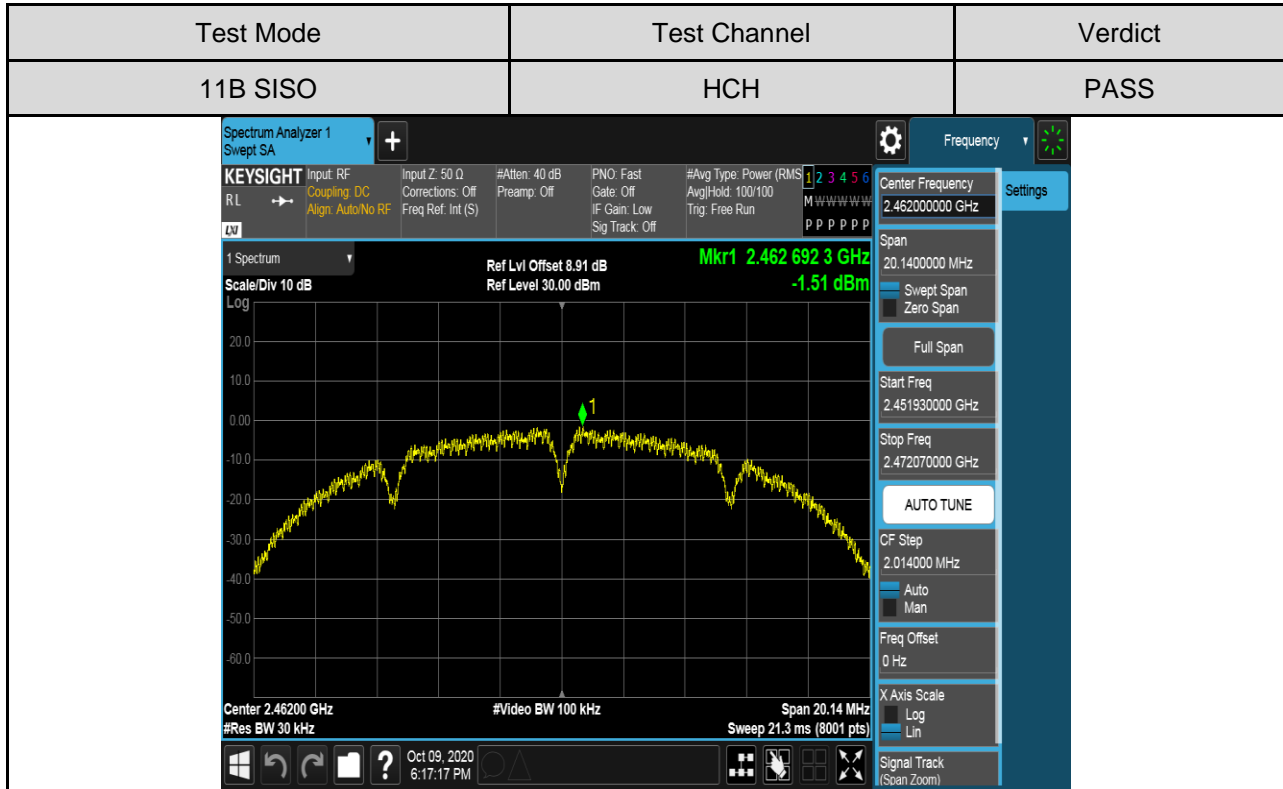 Test Mode Test Channel Verdict
11B SISO HCH PASS
Spectrum Analyzer 1
Swept SA
+
Frequency
KEYSIGHT Input: RF Input Z: 50 Ω #Atten: 40 dB PNO: Fast #Avg Type: Power (RMS 1 2 3 4 5 6
RL Coupling: DC Corrections: Off Preamp: Off Gate: Off Avg|Hold: 100/100 M W W W W W
Align: Auto/No RF Freq Ref: Int (S) IF Gain: Low Trig: Free Run
LXI Sig Track: Off P P P P P P
Center Frequency
2.462000000 GHz
Settings
1 Spectrum
Ref Lvl Offset 8.91 dB
Mkr1 2.462 692 3 GHz
Scale/Div 10 dB
Ref Level 30.00 dBm
-1.51 dBm
Log
20.0
10.0
0.00
-10.0
-20.0
-30.0
-40.0
-50.0
-60.0
1
Center 2.46200 GHz #Video BW 100 kHz Span 20.14 MHz
#Res BW 30 kHz Sweep 21.3 ms (8001 pts)
Span
20.1400000 MHz
Swept Span
Zero Span
Full Span
Start Freq
2.451930000 GHz
Stop Freq
2.472070000 GHz
AUTO TUNE
CF Step
2.014000 MHz
Auto
Man
Freq Offset
0 Hz
X Axis Scale
Log
Lin
Signal Track
(Span Zoom)
?
Oct 09, 2020
6:17:17 PM